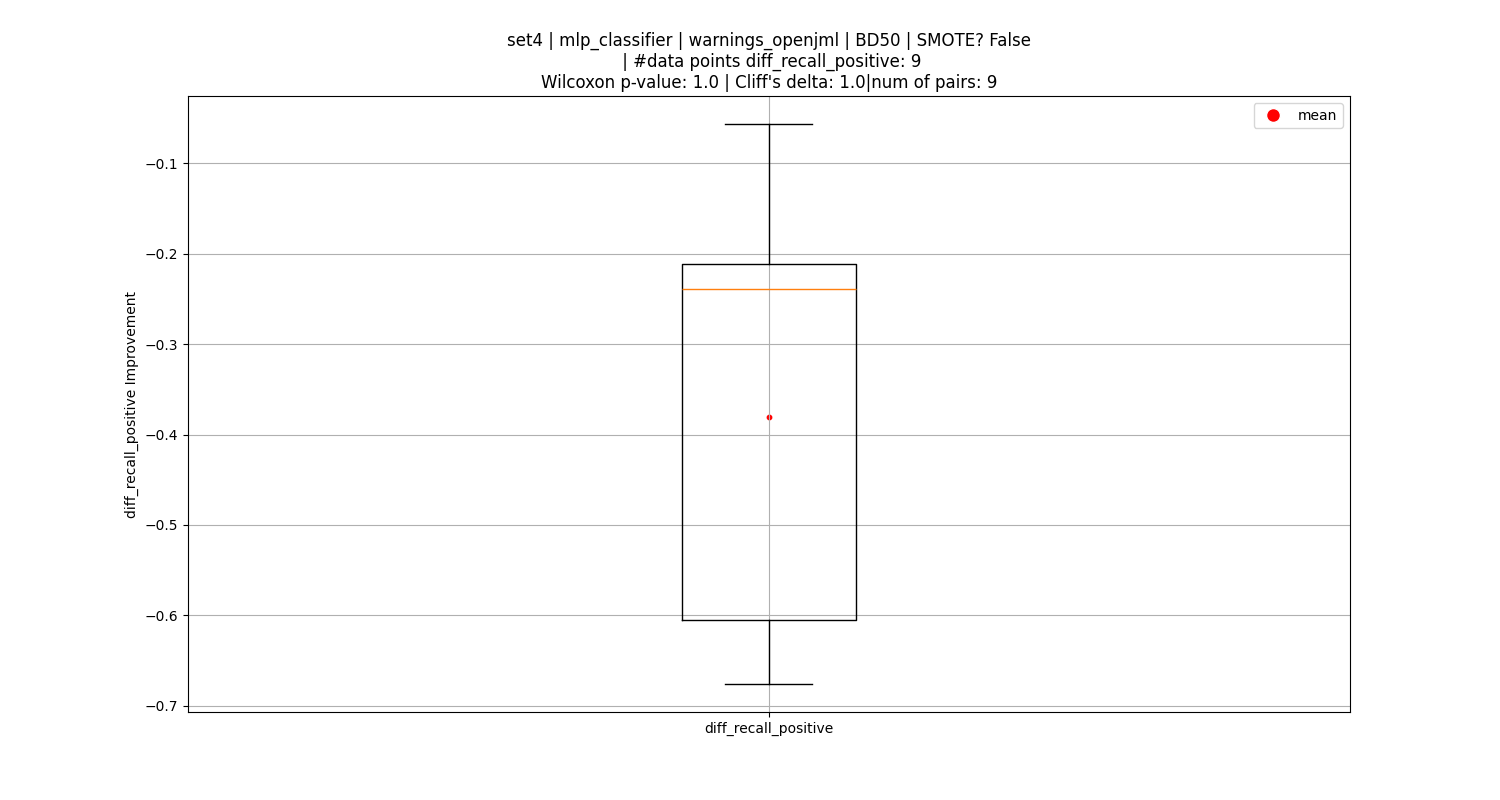 set4 | mlp_classifier | warnings_openjml | BD50 | SMOTE? False
| #data points diff_recall_positive: 9
Wilcoxon p-value: 1.0 | Cliff's delta: 1.0|num of pairs: 9
mean
−0.1
−0.2
−0.3
−0.4
−0.5
−0.6
−0.7
diff_recall_positive Improvement
diff_recall_positive